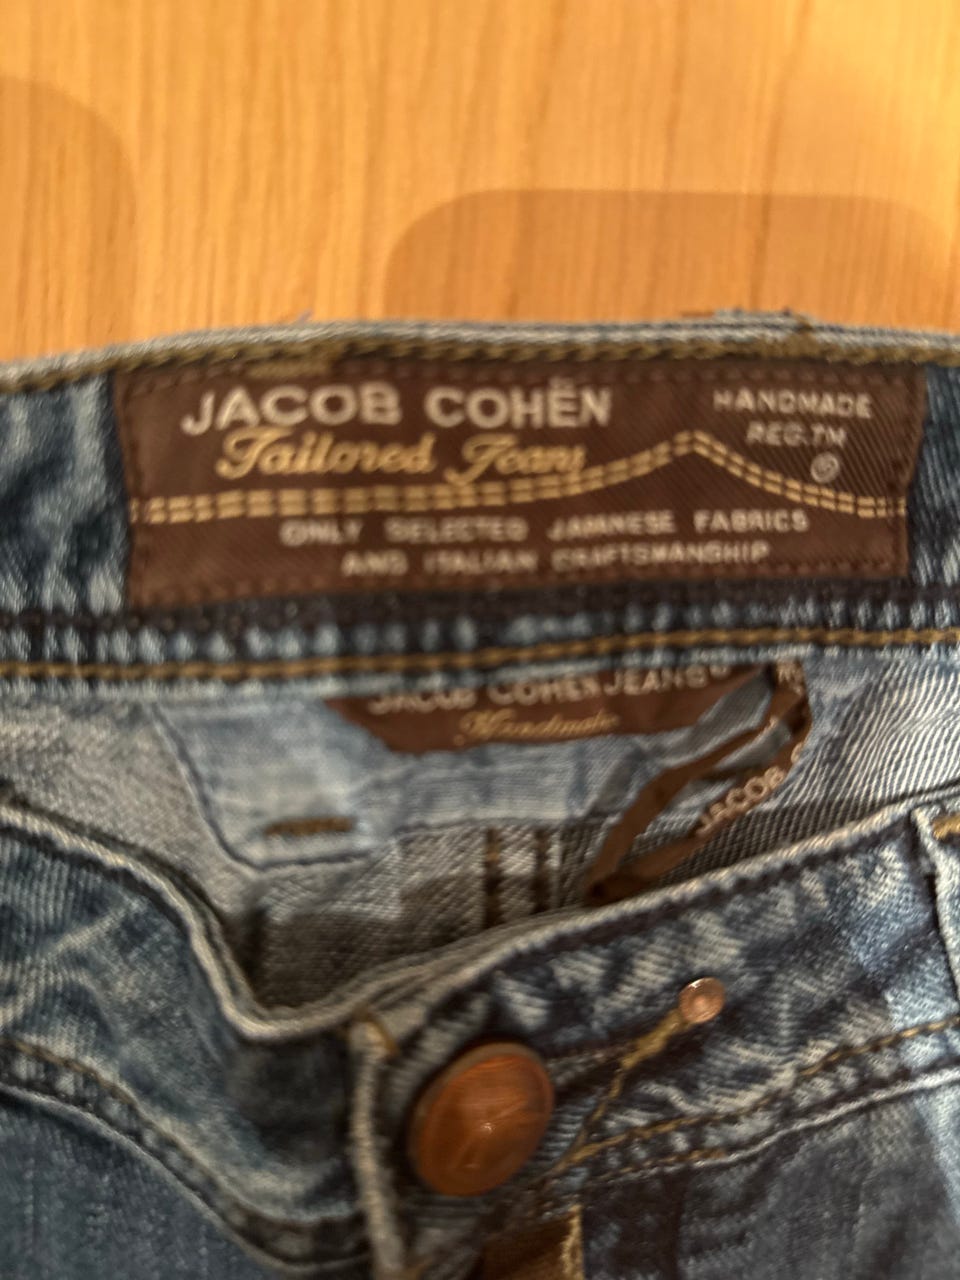 JACOB COHËN
Tailored Jeans
HANDMADE
REG.TM
®
ONLY SELECTED JAPANESE FABRICS
AND ITALIAN CRAFTSMANSHIP
JACOB COHËN JEANS
Handmade
JACOB